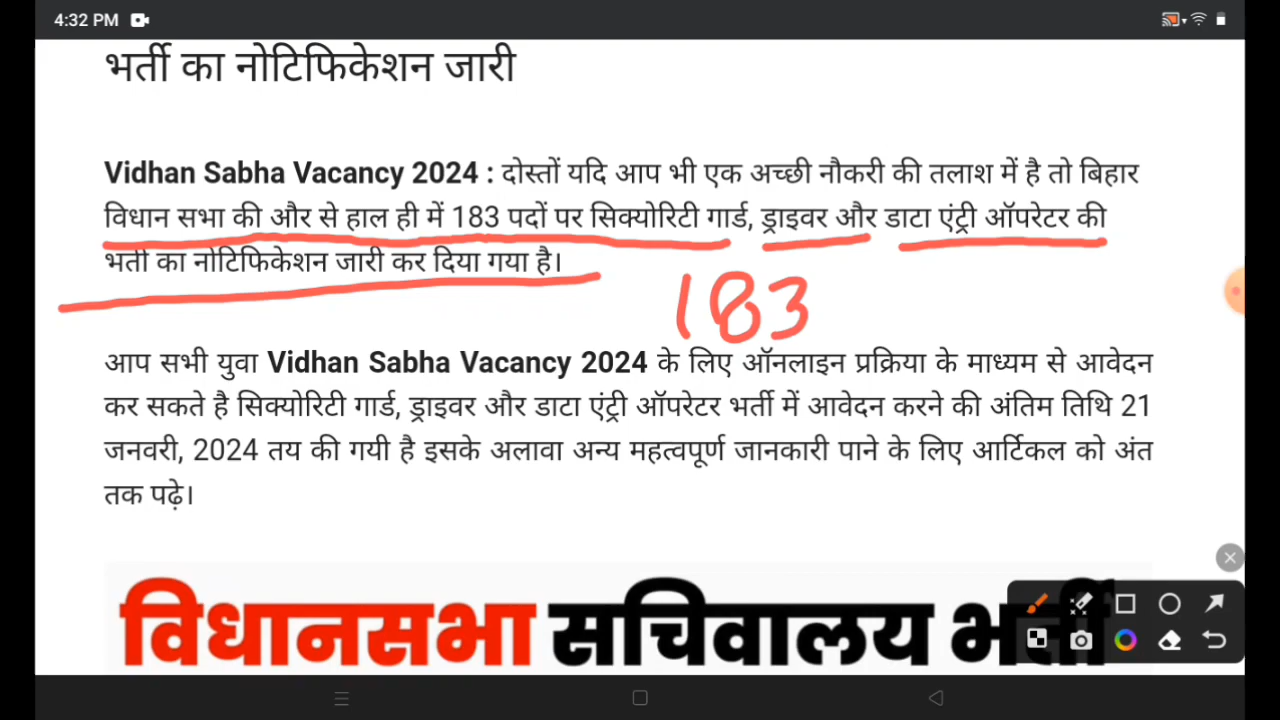 4:32 PM
भर्ती का नोटिफिकेशन जारी
Vidhan Sabha Vacancy 2024 : दोस्तों यदि आप भी एक अच्छी नौकरी की तलाश में है तो बिहार
विधान सभा की और से हाल ही में 183 पदों पर सिक्योरिटी गार्ड, ड्राइवर और डाटा एंट्री ऑपरेटर की
भर्ती का नोटिफिकेशन जारी कर दिया गया है।
183
आप सभी युवा Vidhan Sabha Vacancy 2024 के लिए ऑनलाइन प्रक्रिया के माध्यम से आवेदन
कर सकते है सिक्योरिटी गार्ड, ड्राइवर और डाटा एंट्री ऑपरेटर भर्ती में आवेदन करने की अंतिम तिथि 21
जनवरी, 2024 तय की गयी है इसके अलावा अन्य महत्वपूर्ण जानकारी पाने के लिए आर्टिकल को अंत
तक पढ़े।
विधानसभा सचिवालय